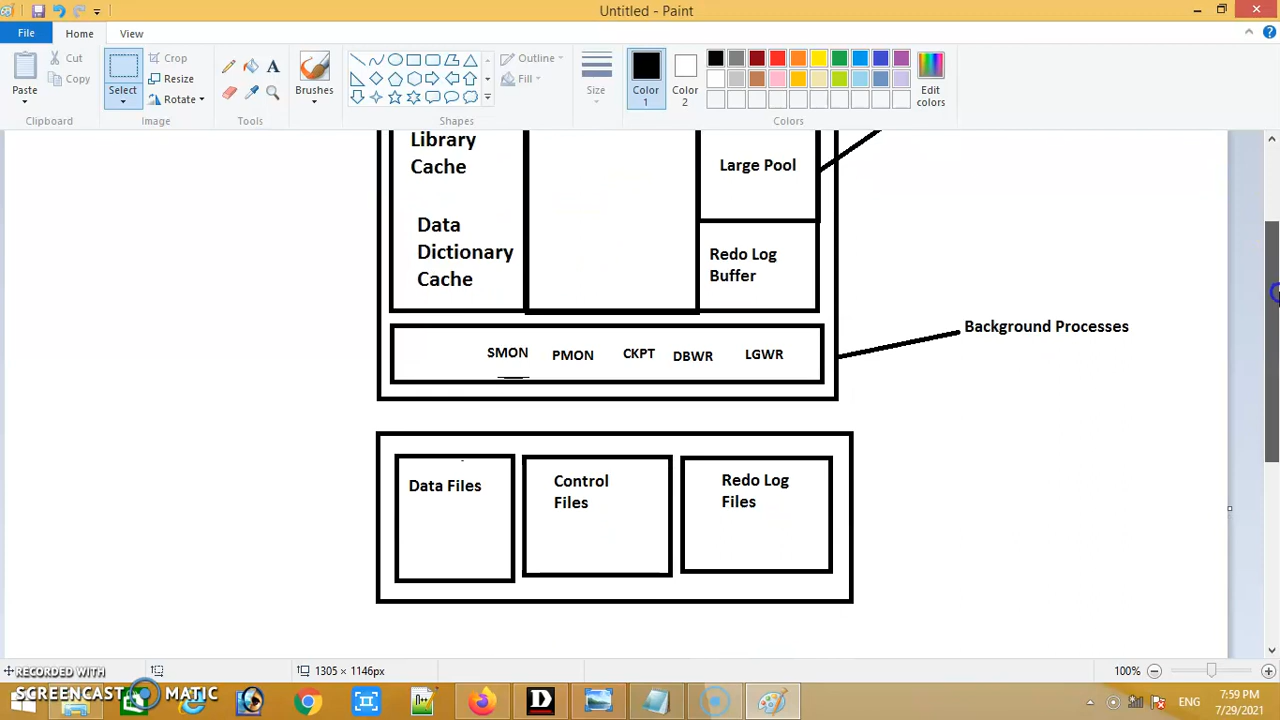 Untitled - Paint
File
Home
View
Paste
Cut
Copy
Clipboard
Select
Crop
Resize
Rotate
Image
Tools
Brushes
Outline
Fill
Shapes
Size
Color
1
Color
2
Edit
colors
Colors
Library
Cache
Data
Dictionary
Cache
Large Pool
Redo Log
Buffer
SMON
PMON
CKPT
DBWR
LGWR
Background Processes
Data Files
Control
Files
Redo Log
Files
1305 × 1146px
100%
RECORDED WITH
SCREENCAST MATIC
ENG
7:59 PM
7/29/2021